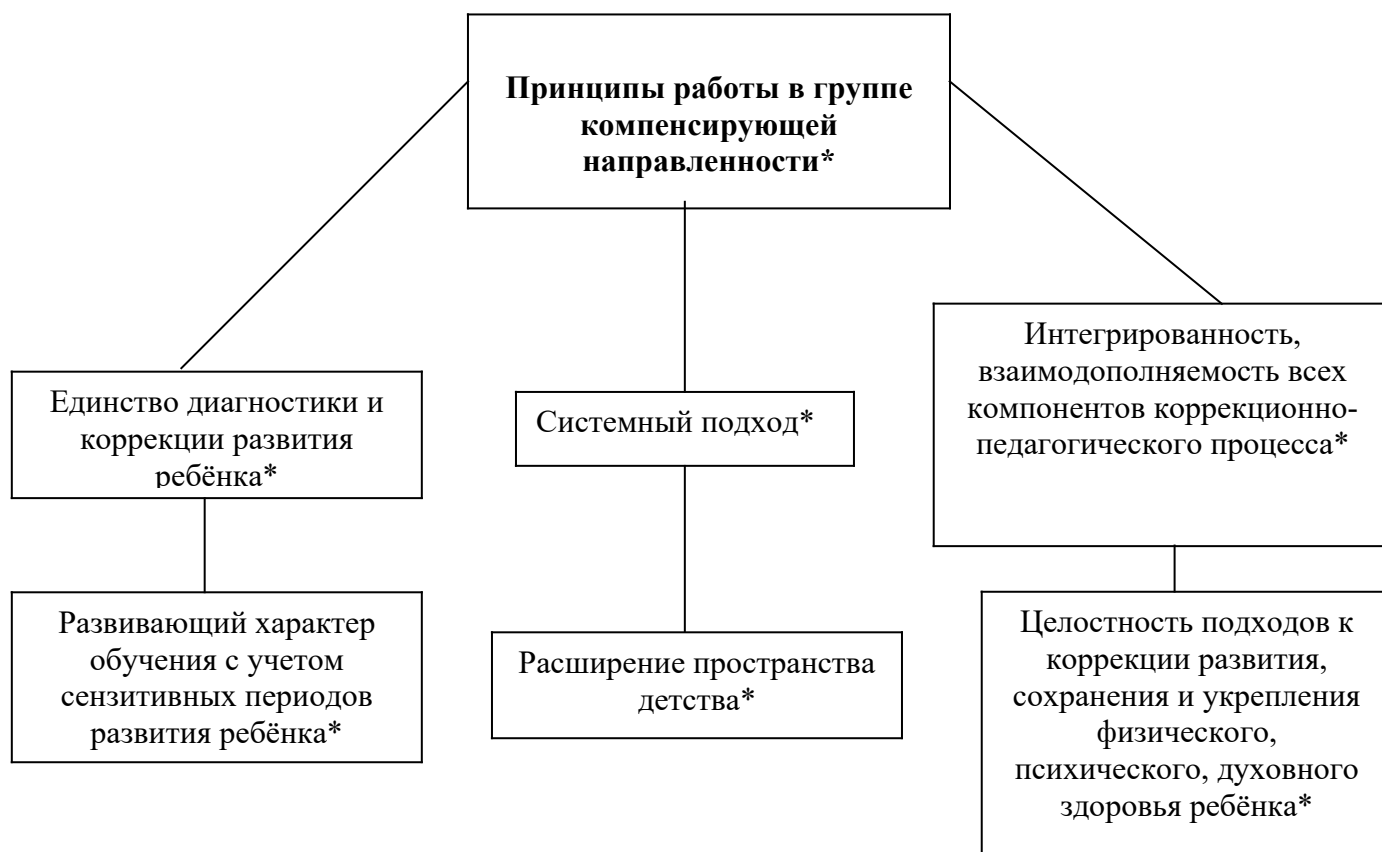 Принципы работы в группе
компенсирующей
направленности*
Единство диагностики и
коррекции развития
ребёнка*
Системный подход*
Интегрированность,
взаимодополняемость всех
компонентов коррекционно-
педагогического процесса*
Развивающий характер
обучения с учетом
сензитивных периодов
развития ребёнка*
Расширение пространства
детства*
Целостность подходов к
коррекции развития,
сохранения и укрепления
физического,
психического, духовного
здоровья ребёнка*